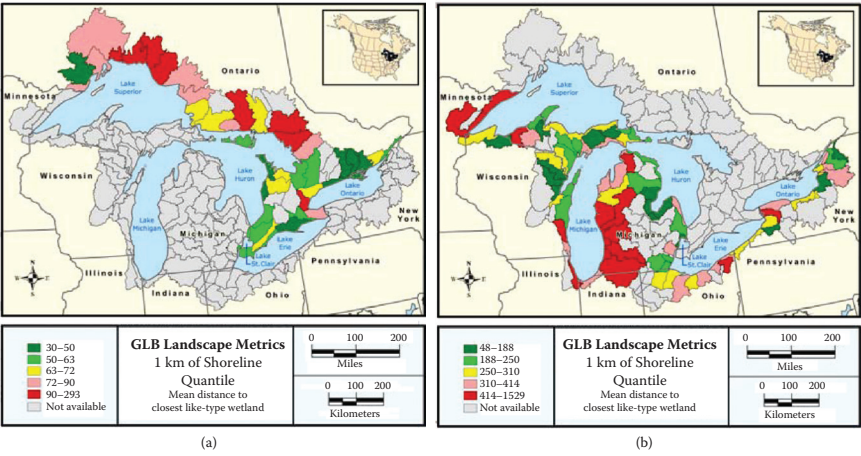 Ontario
Lake
Superior
Minnesota
Wisconsin
Lake
Huron
Lake
Ontario
Lake
Michigan
Michigan
New
York
Lake
Erie
Lake
St. Clair
Pennsylvania
Illinois
Indiana
Ohio
N
W
E
S
30–50
50–63
63–72
72–90
90–293
Not available
GLB Landscape Metrics
1 km of Shoreline
Quantile
Mean distance to
closest like-type wetland
0 200
Miles
0 100 200
Kilometers
(a)
Ontario
Lake
Superior
Minnesota
Wisconsin
Lake
Huron
Lake
Ontario
Lake
Michigan
Michigan
New
York
Lake
Erie
Lake
St. Clair
Pennsylvania
Illinois
Indiana
Ohio
N
W
E
S
48–188
188–250
250–310
310–414
414–1529
Not available
GLB Landscape Metrics
1 km of Shoreline
Quantile
Mean distance to
closest like-type wetland
0 100 200
Miles
0 100 200
Kilometers
(b)